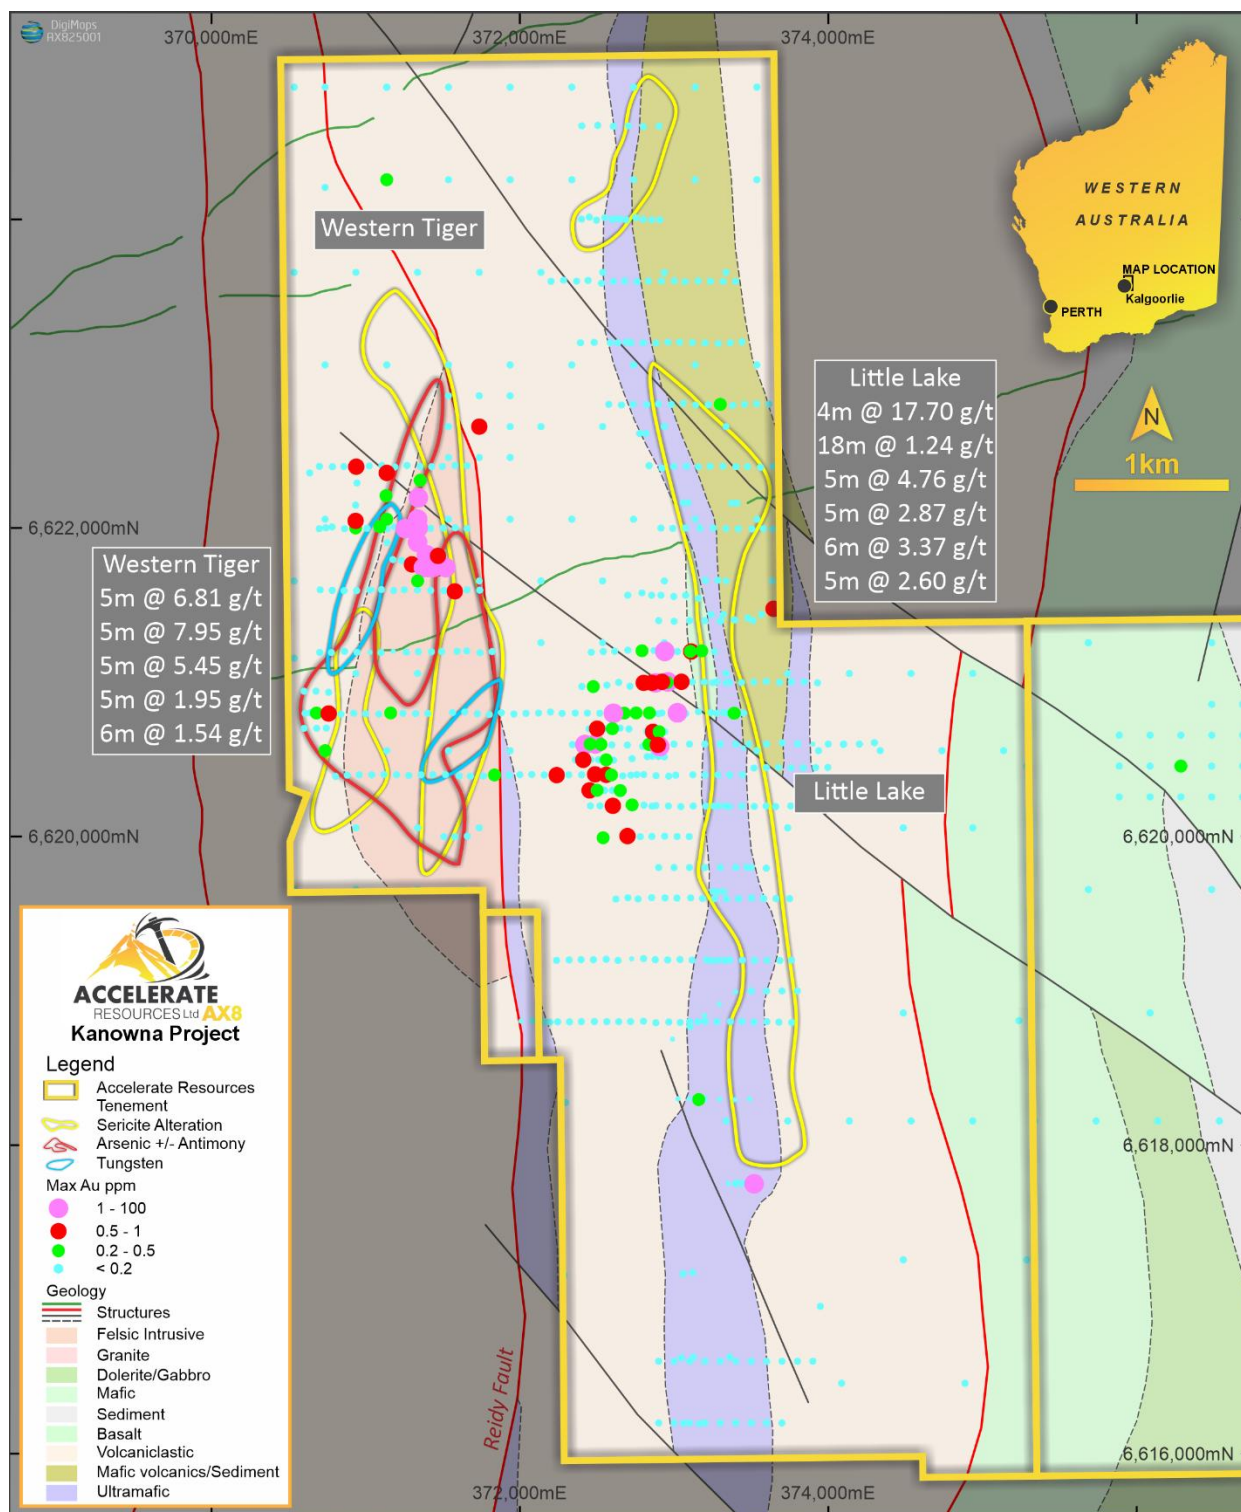 DigiMaps
AX825001
370,000mE
372,000mE
374,000mE
WESTERN
AUSTRALIA
MAP LOCATION
Kalgoorlie
PERTH
Western Tiger
N
1km
Little Lake
4m @ 17.70 g/t
18m @ 1.24 g/t
5m @ 4.76 g/t
5m @ 2.87 g/t
6m @ 3.37 g/t
5m @ 2.60 g/t
6,622,000mN
Western Tiger
5m @ 6.81 g/t
5m @ 7.95 g/t
5m @ 5.45 g/t
5m @ 1.95 g/t
6m @ 1.54 g/t
Little Lake
6,620,000mN
6,620,000mN
ACCELERATE
RESOURCES Ltd AX8
Kanowna Project
Legend
Accelerate Resources
Tenement
Sericite Alteration
Arsenic +/- Antimony
Tungsten
Max Au ppm
1 - 100
0.5 - 1
0.2 - 0.5
< 0.2
Geology
Structures
Felsic Intrusive
Granite
Dolerite/Gabbro
Mafic
Sediment
Basalt
Volcaniclastic
Mafic volcanics/Sediment
Ultramafic
6,618,000mN
Reidy Fault
6,616,000mN
372,000mE
374,000mE